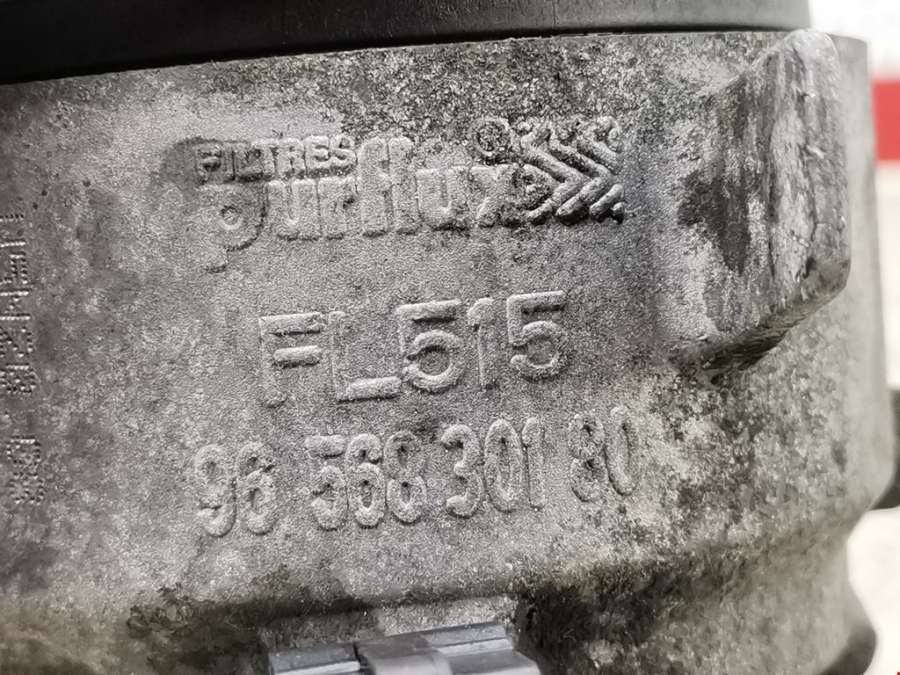 FILTRES
purflux
FL515
96 568 301 80